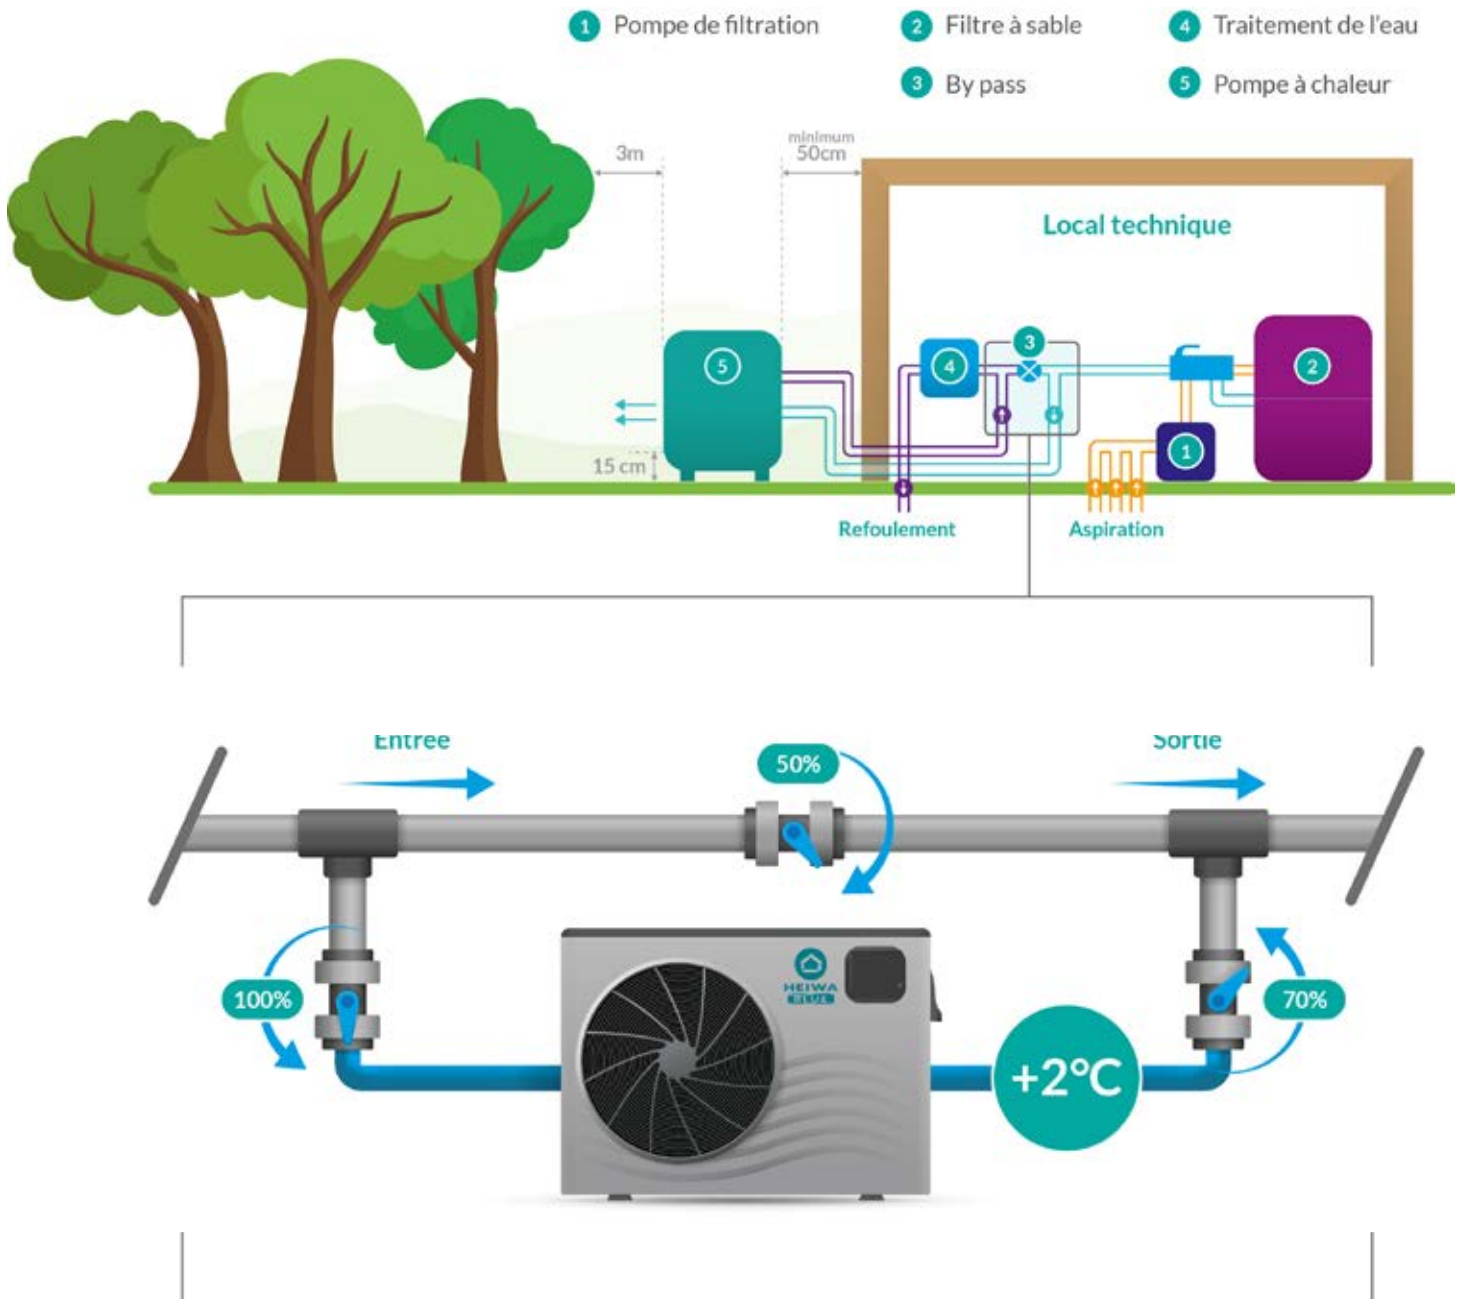 1 Pompe de filtration
2 Filtre à sable
4 Traitement de l'eau
3 By pass
5 Pompe à chaleur
3m
minimum
50cm
Local technique
5
4
3
2
1
15 cm
Refoulement
Aspiration
Entrée
Sortie
50%
100%
HEIWA
BLUE
70%
+2°C